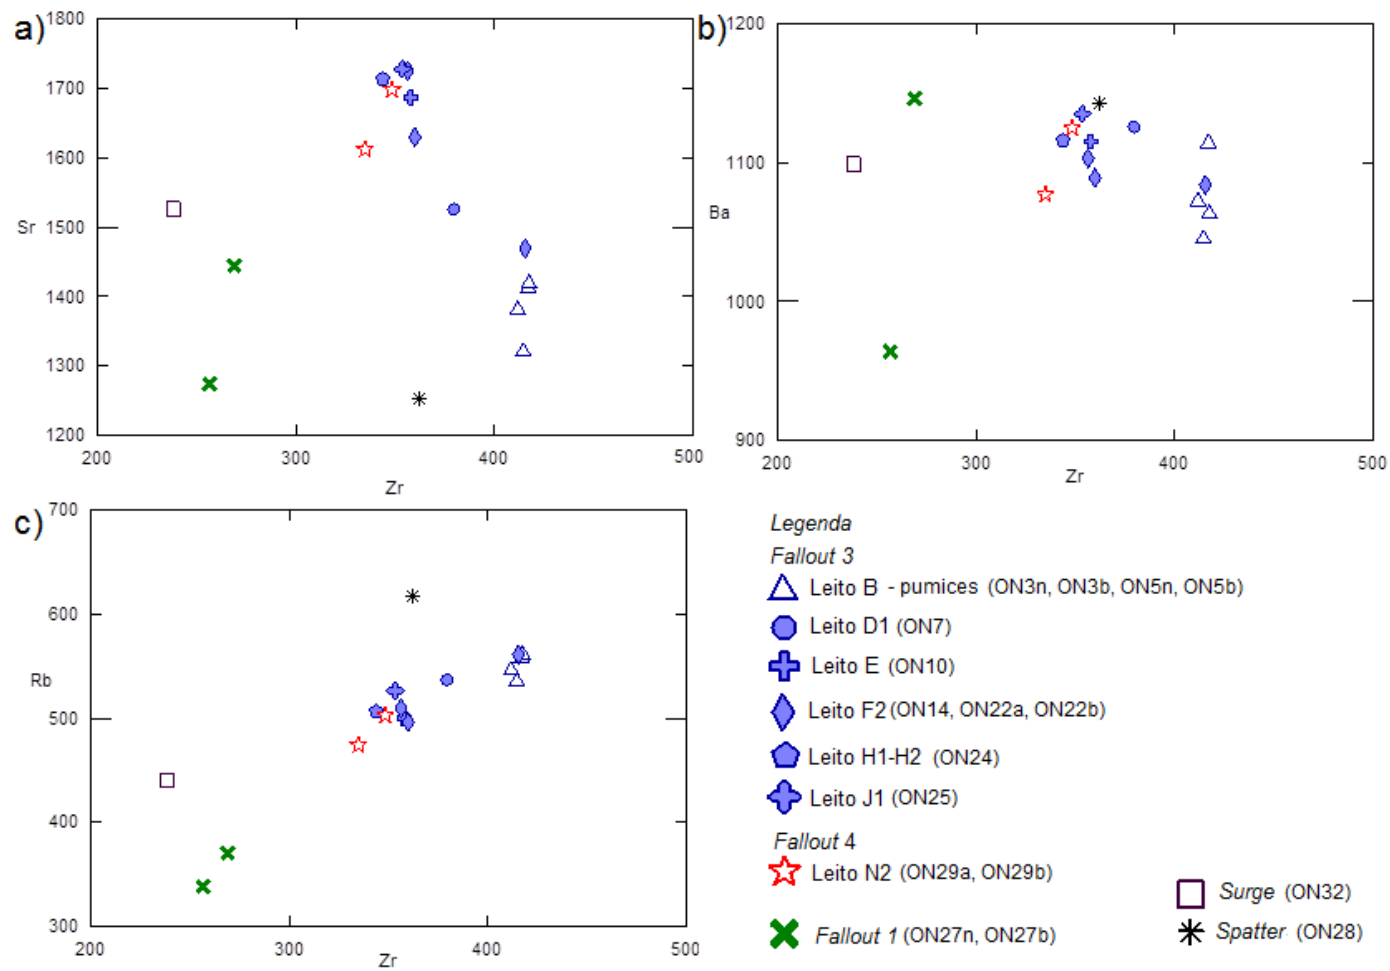 a)
1800
1700
1600
1500
1400
1300
1200
Sr
200
300
400
500
Zr
b)
1200
1100
1000
900
Ba
200
300
400
500
Zr
c)
700
600
500
400
300
Rb
200
300
400
500
Zr
Legenda
Fallout 3
Leito B - pumices (ON3n, ON3b, ON5n, ON5b)
Leito D1 (ON7)
Leito E (ON10)
Leito F2 (ON14, ON22a, ON22b)
Leito H1-H2 (ON24)
Leito J1 (ON25)
Fallout 4
Leito N2 (ON29a, ON29b)
Fallout 1 (ON27n, ON27b)
Surge (ON32)
Spatter (ON28)